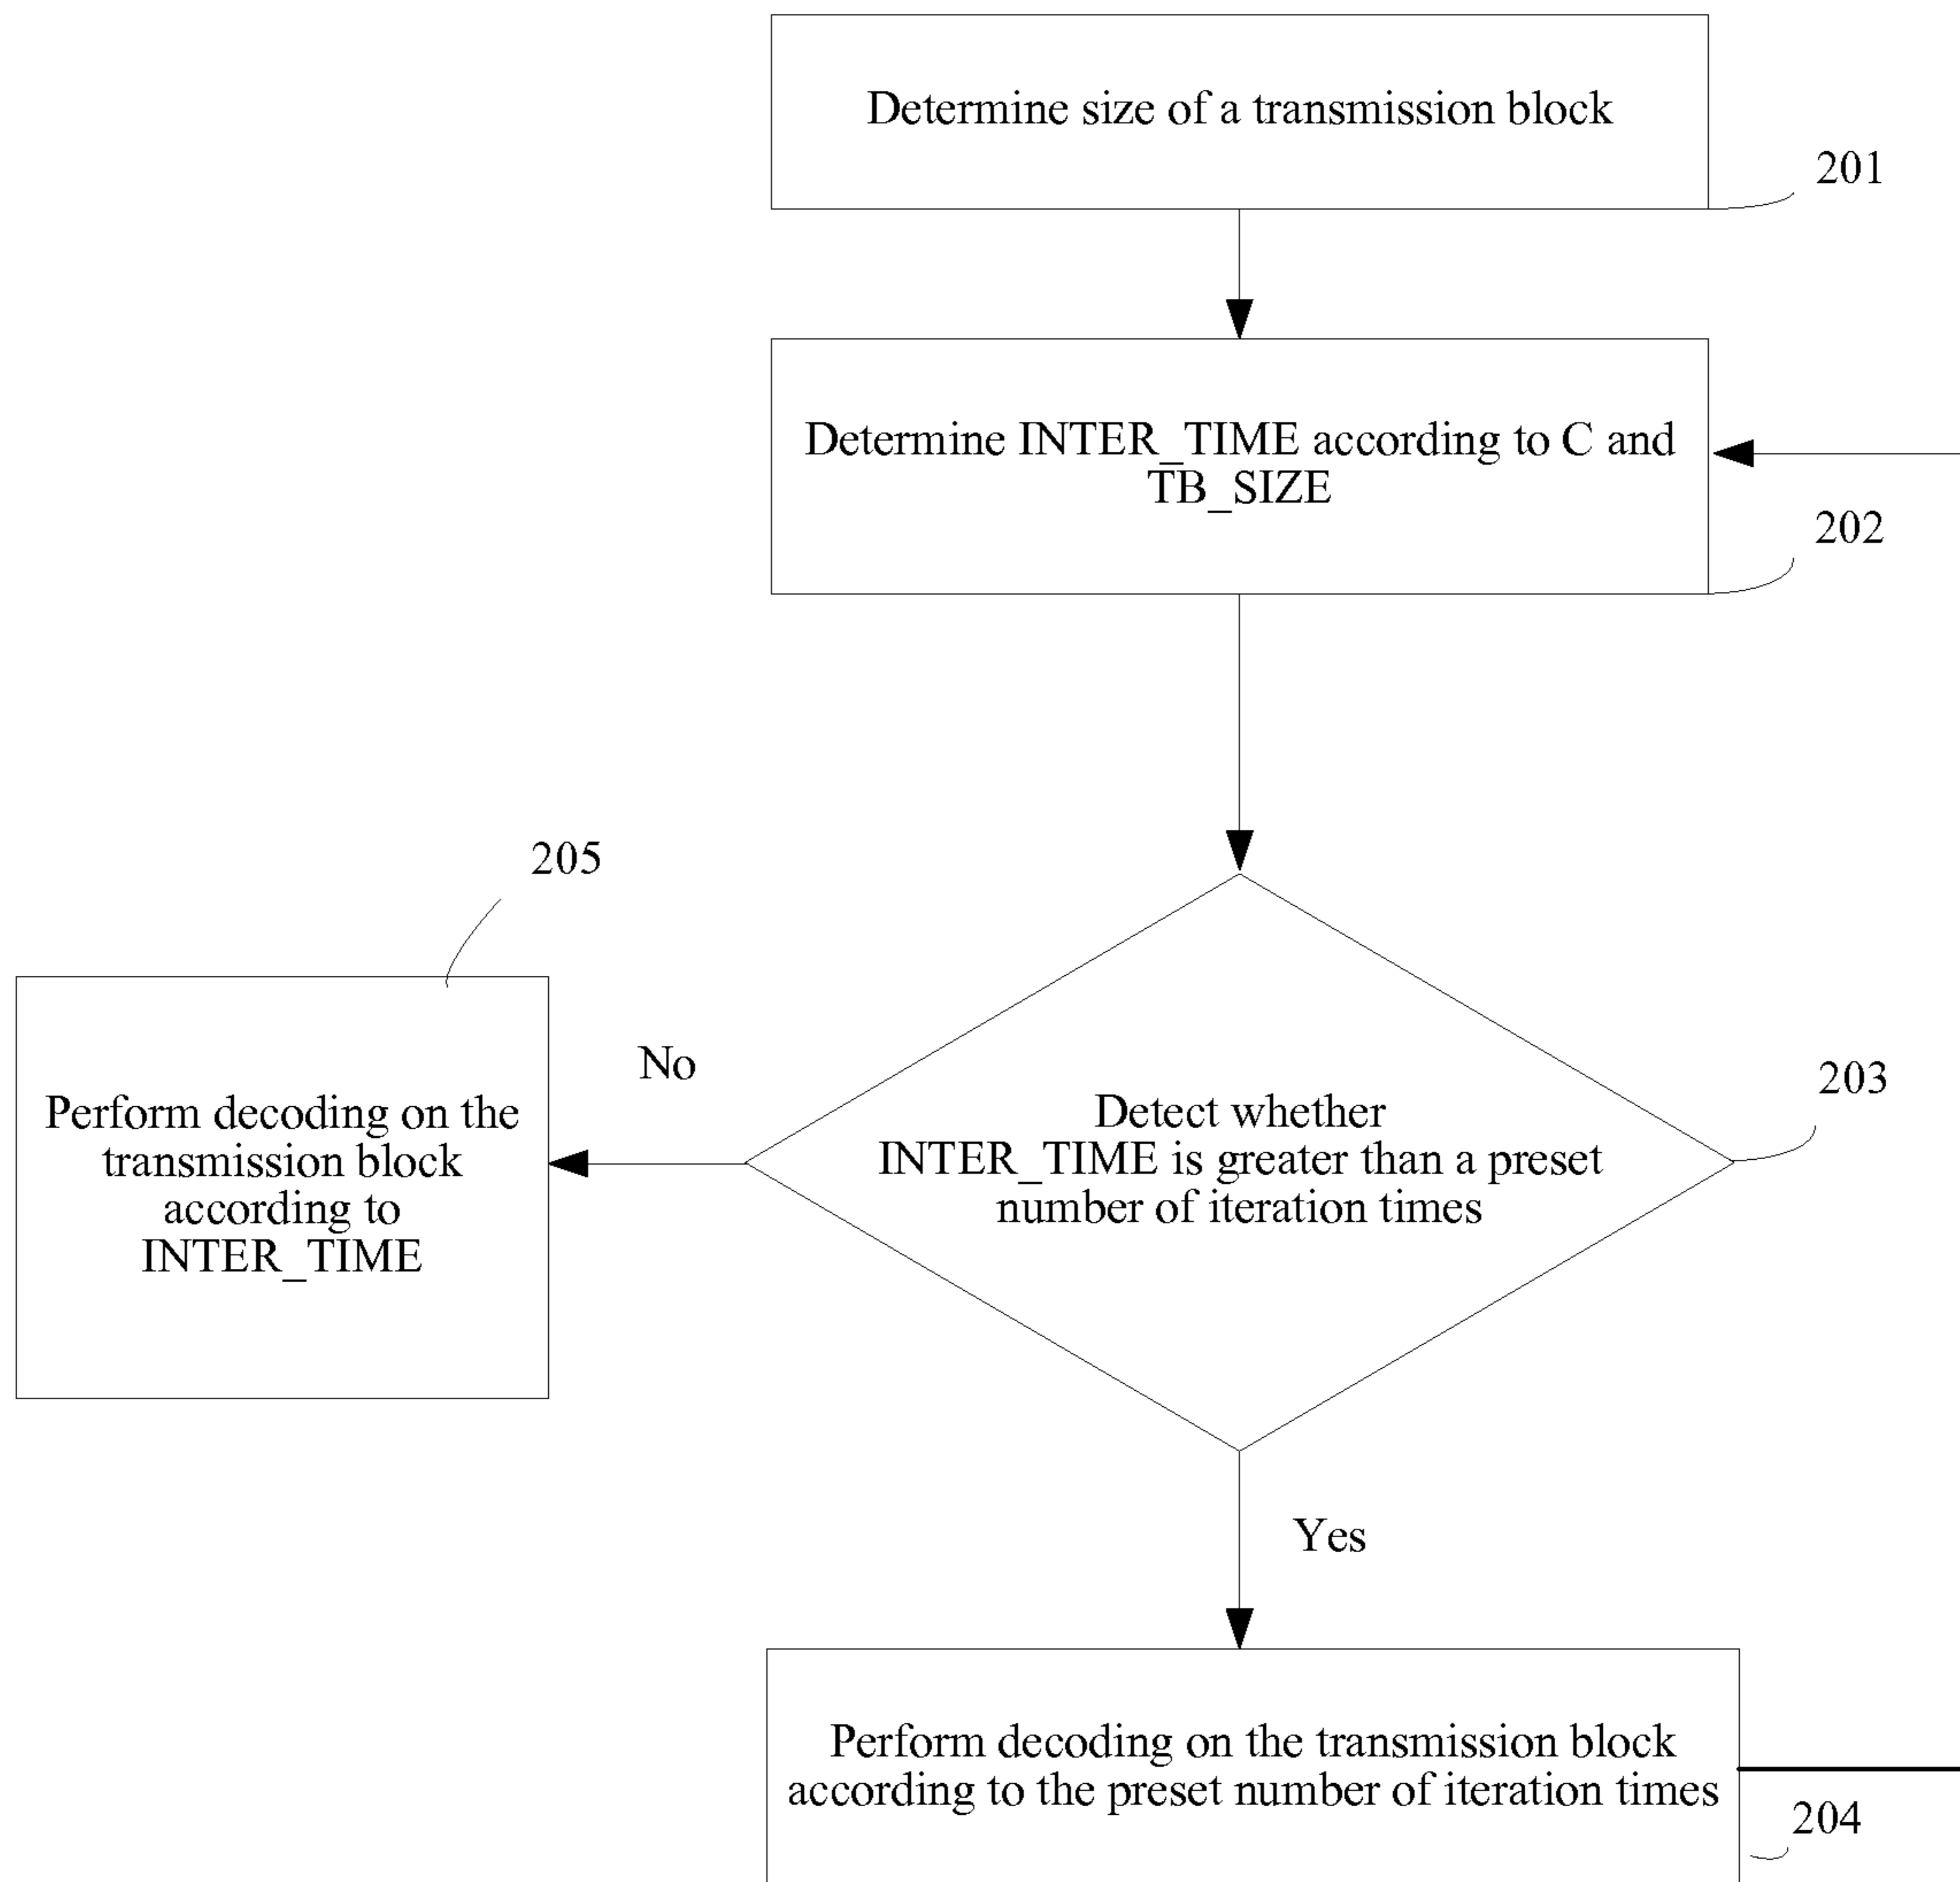 Determine size of a transmission block
201
Determine INTER_TIME according to C and
TB_SIZE
202
205
No
Perform decoding on the
transmission block
according to
INTER_TIME
203
Detect whether
INTER_TIME is greater than a preset
number of iteration times
Yes
Perform decoding on the transmission block
according to the preset number of iteration times
204